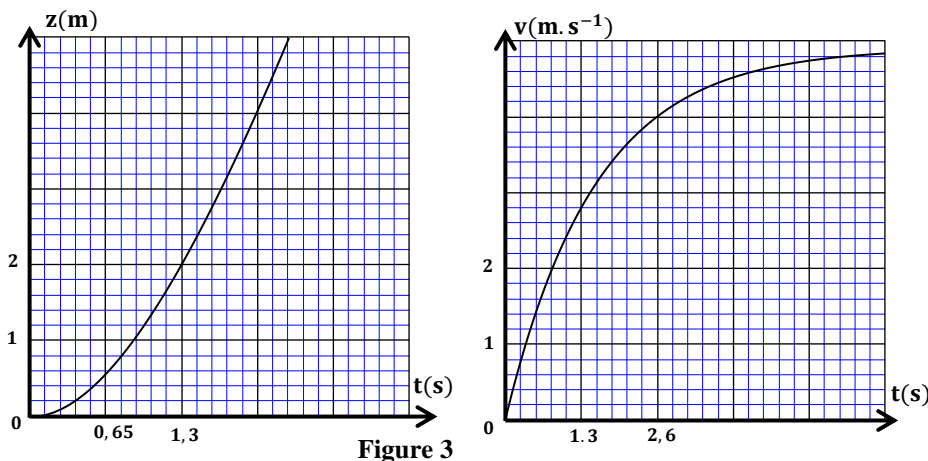 z(m)
2
1
0
0,65
1,3
t(s)
v(m.s⁻¹)
2
1
0
1.3
2,6
t(s)
Figure 3